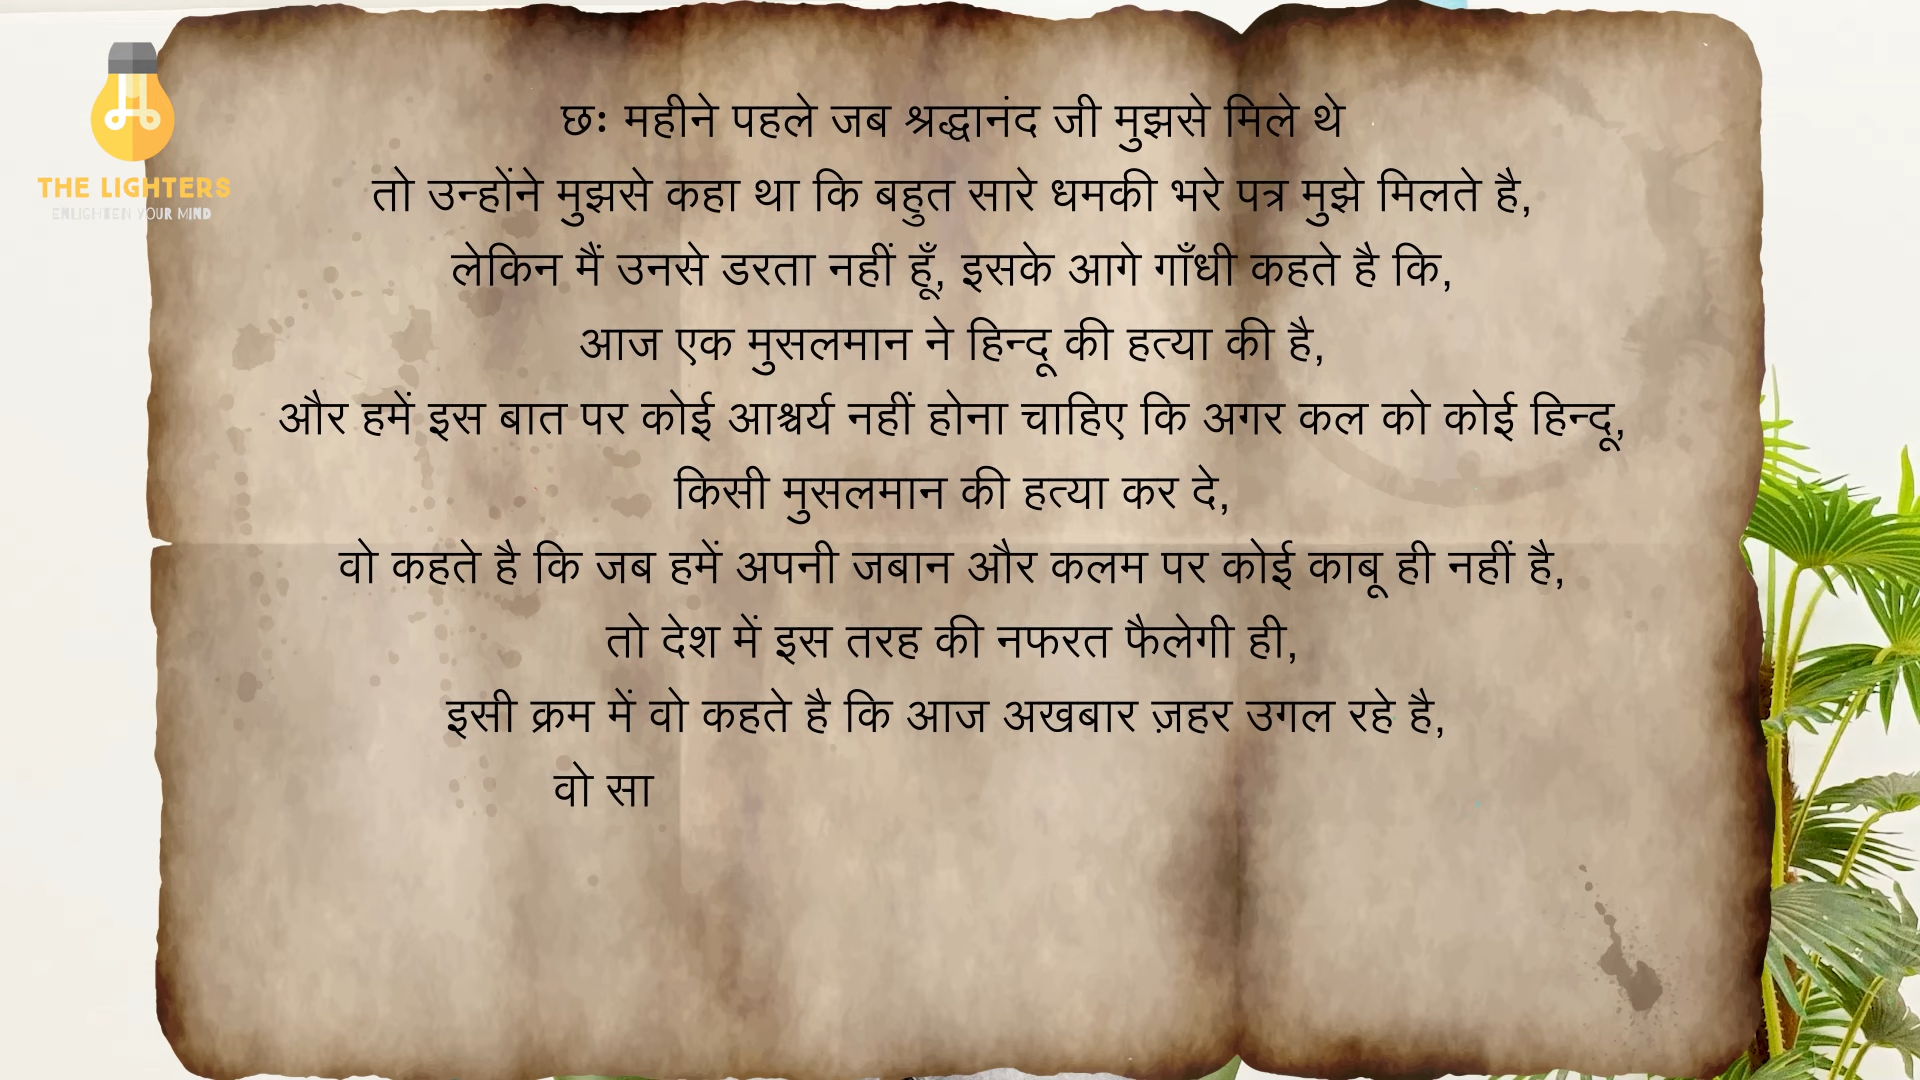 THE LIGHTERS
ENLIGHTEN YOUR MIND
छः महीने पहले जब श्रद्धानंद जी मुझसे मिले थे
तो उन्होंने मुझसे कहा था कि बहुत सारे धमकी भरे पत्र मुझे मिलते है,
लेकिन मैं उनसे डरता नहीं हूँ, इसके आगे गाँधी कहते है कि,
आज एक मुसलमान ने हिन्दू की हत्या की है,
और हमें इस बात पर कोई आश्चर्य नहीं होना चाहिए कि अगर कल को कोई हिन्दू,
किसी मुसलमान की हत्या कर दे,
वो कहते है कि जब हमें अपनी जबान और कलम पर कोई काबू ही नहीं है,
तो देश में इस तरह की नफरत फैलेगी ही,
इसी क्रम में वो कहते है कि आज अखबार ज़हर उगल रहे है,
वो सा